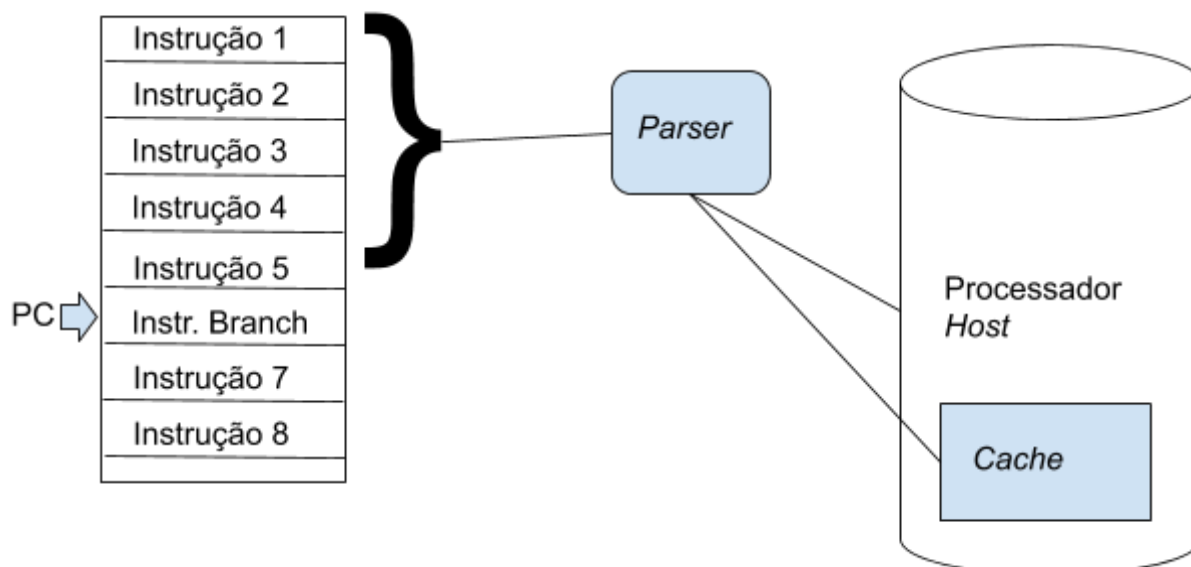 Instrução 1
Instrução 2
Instrução 3
Instrução 4
Instrução 5
PC
Instr. Branch
Instrução 7
Instrução 8
Parser
Processador
Host
Cache